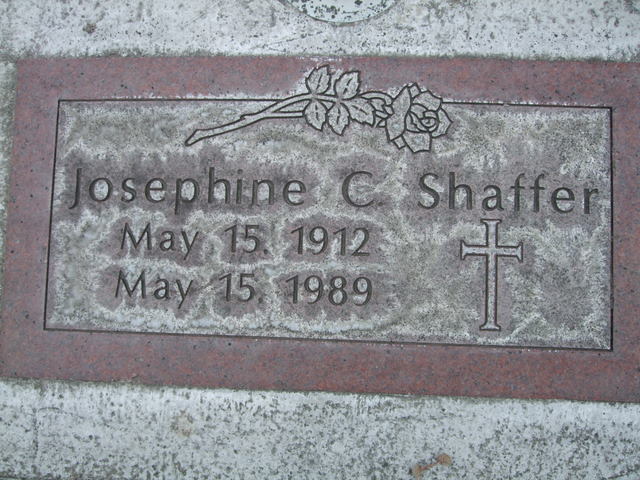 Josephine C. Shaffer
May 15, 1912
May 15, 1989